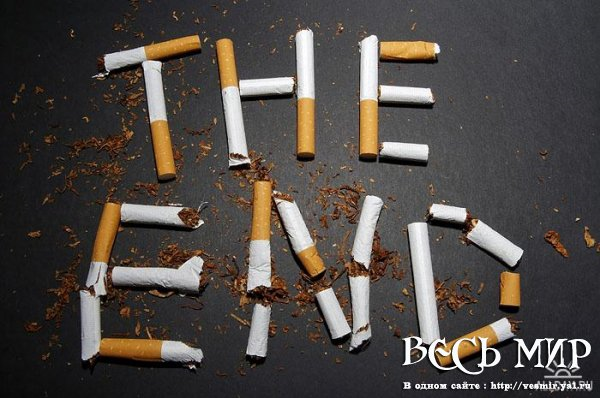 THE
END
ВЕСЬ МИР
В одном сайте : http://vesmir.ya1.ru